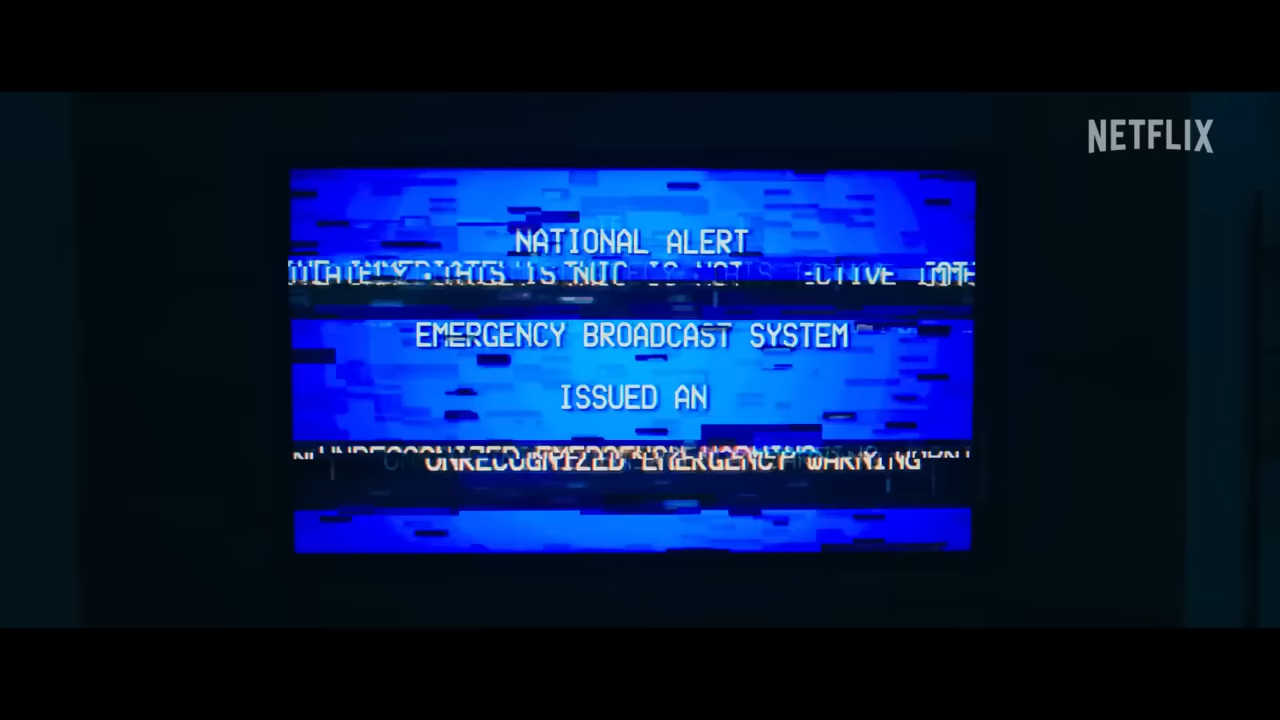 NETFLIX
NATIONAL ALERT
EMERGENCY BROADCAST SYSTEM
ISSUED AN
UNRECOGNIZED EMERGENCY WARNING